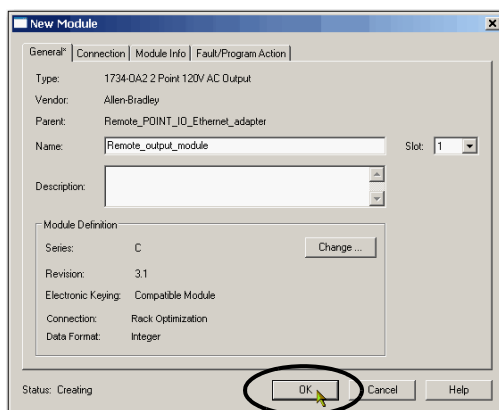 New Module
General* Connection Module Info Fault/Program Action
Type: 1734-OA2 2 Point 120V AC Output
Vendor: Allen-Bradley
Parent: Remote_POINT_IO_Ethernet_adapter
Name: Remote_output_module Slot: 1
Description:
Module Definition
Series: C Change ...
Revision: 3.1
Electronic Keying: Compatible Module
Connection: Rack Optimization
Data Format: Integer
Status: Creating OK Cancel Help